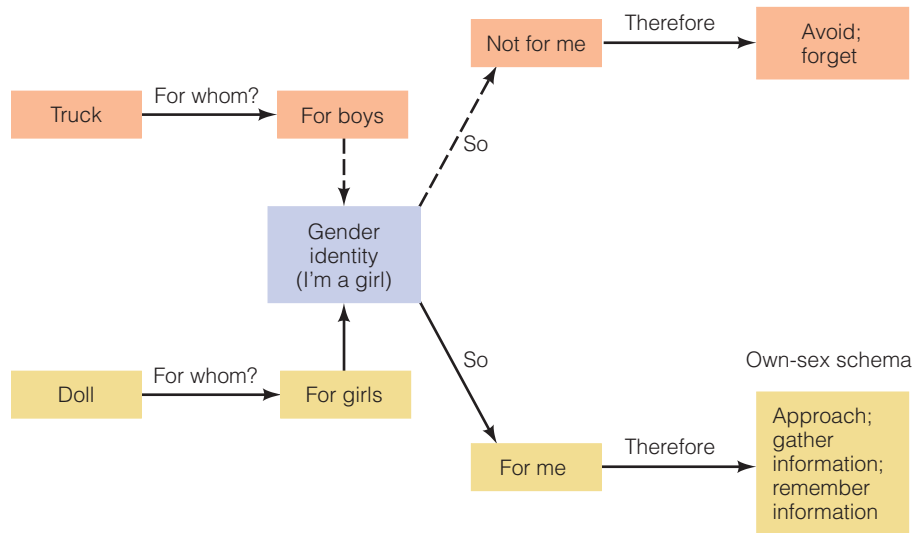 Truck
For whom?
For boys
Not for me
Therefore
Avoid;
forget
So
Gender
identity
(I'm a girl)
So
Doll
For whom?
For girls
For me
Therefore
Own-sex schema
Approach;
gather
information;
remember
information